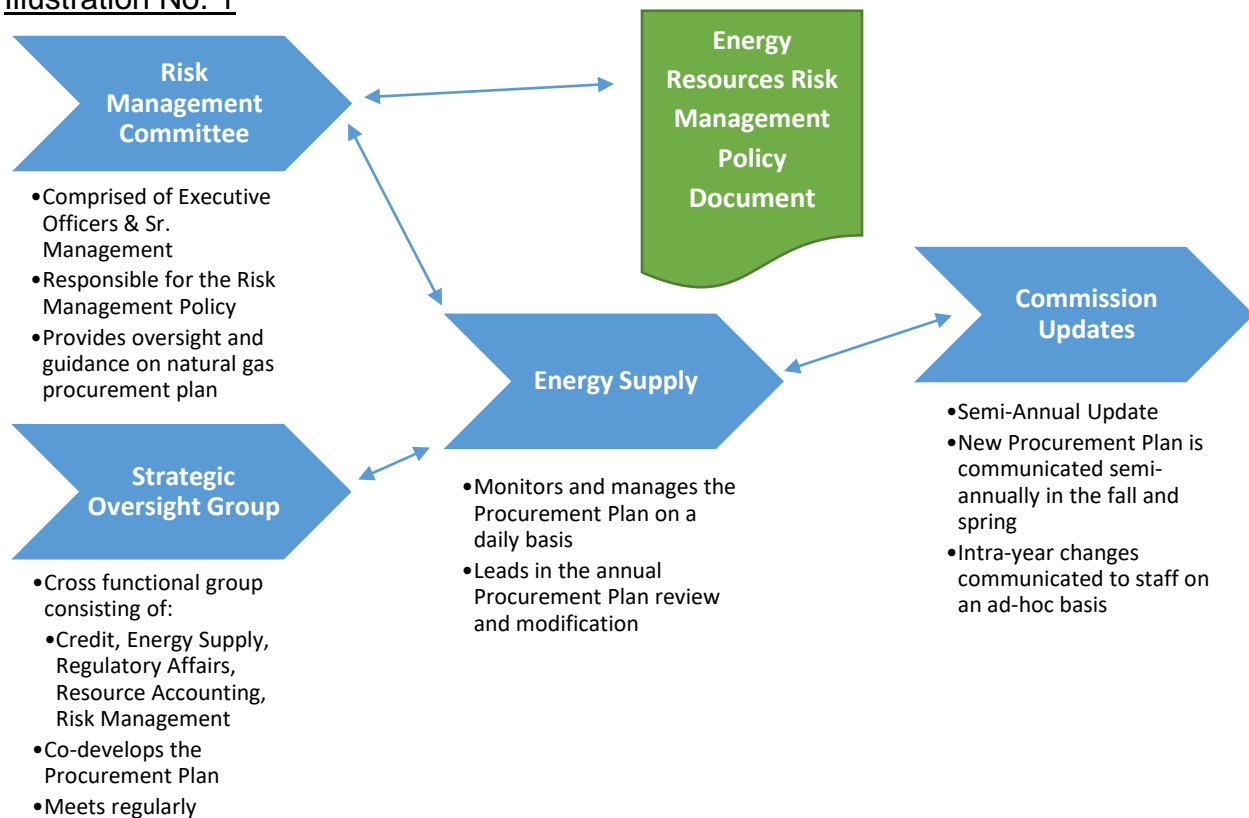 Illustration No. 1
Risk
Management
Committee
•Comprised of Executive
Officers & Sr.
Management
•Responsible for the Risk
Management Policy
•Provides oversight and
guidance on natural gas
procurement plan
Energy
Resources Risk
Management
Policy
Document
Strategic
Oversight Group
•Cross functional group
consisting of:
•Credit, Energy Supply,
Regulatory Affairs,
Resource Accounting,
Risk Management
•Co-develops the
Procurement Plan
•Meets regularly
Energy Supply
•Monitors and manages the
Procurement Plan on a
daily basis
•Leads in the annual
Procurement Plan review
and modification
Commission
Updates
•Semi-Annual Update
•New Procurement Plan is
communicated semi-
annually in the fall and
spring
•Intra-year changes
communicated to staff on
an ad-hoc basis